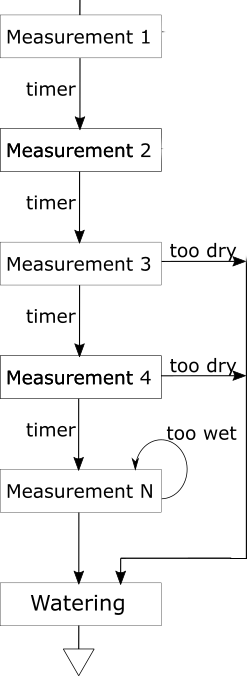 Measurement 1
timer
Measurement 2
timer
too dry
Measurement 3
timer
too dry
Measurement 4
timer
too wet
Measurement N
Watering